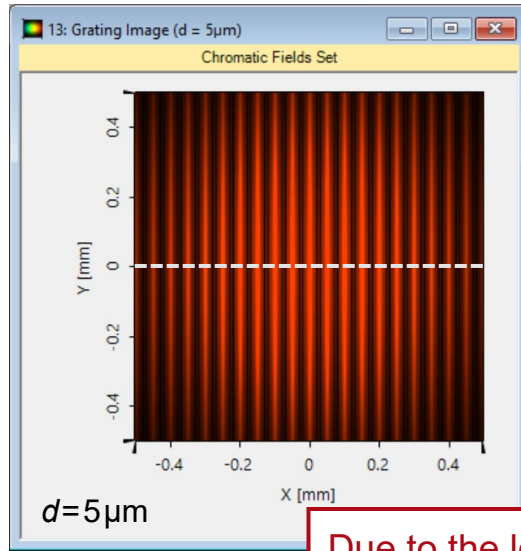 13: Grating Image (d = 5µm)
Chromatic Fields Set
0.4
0.2
0
-0.2
-0.4
Y [mm]
-0.4 -0.2 0 0.2 0.4
X [mm]
d=5µm
Due to the